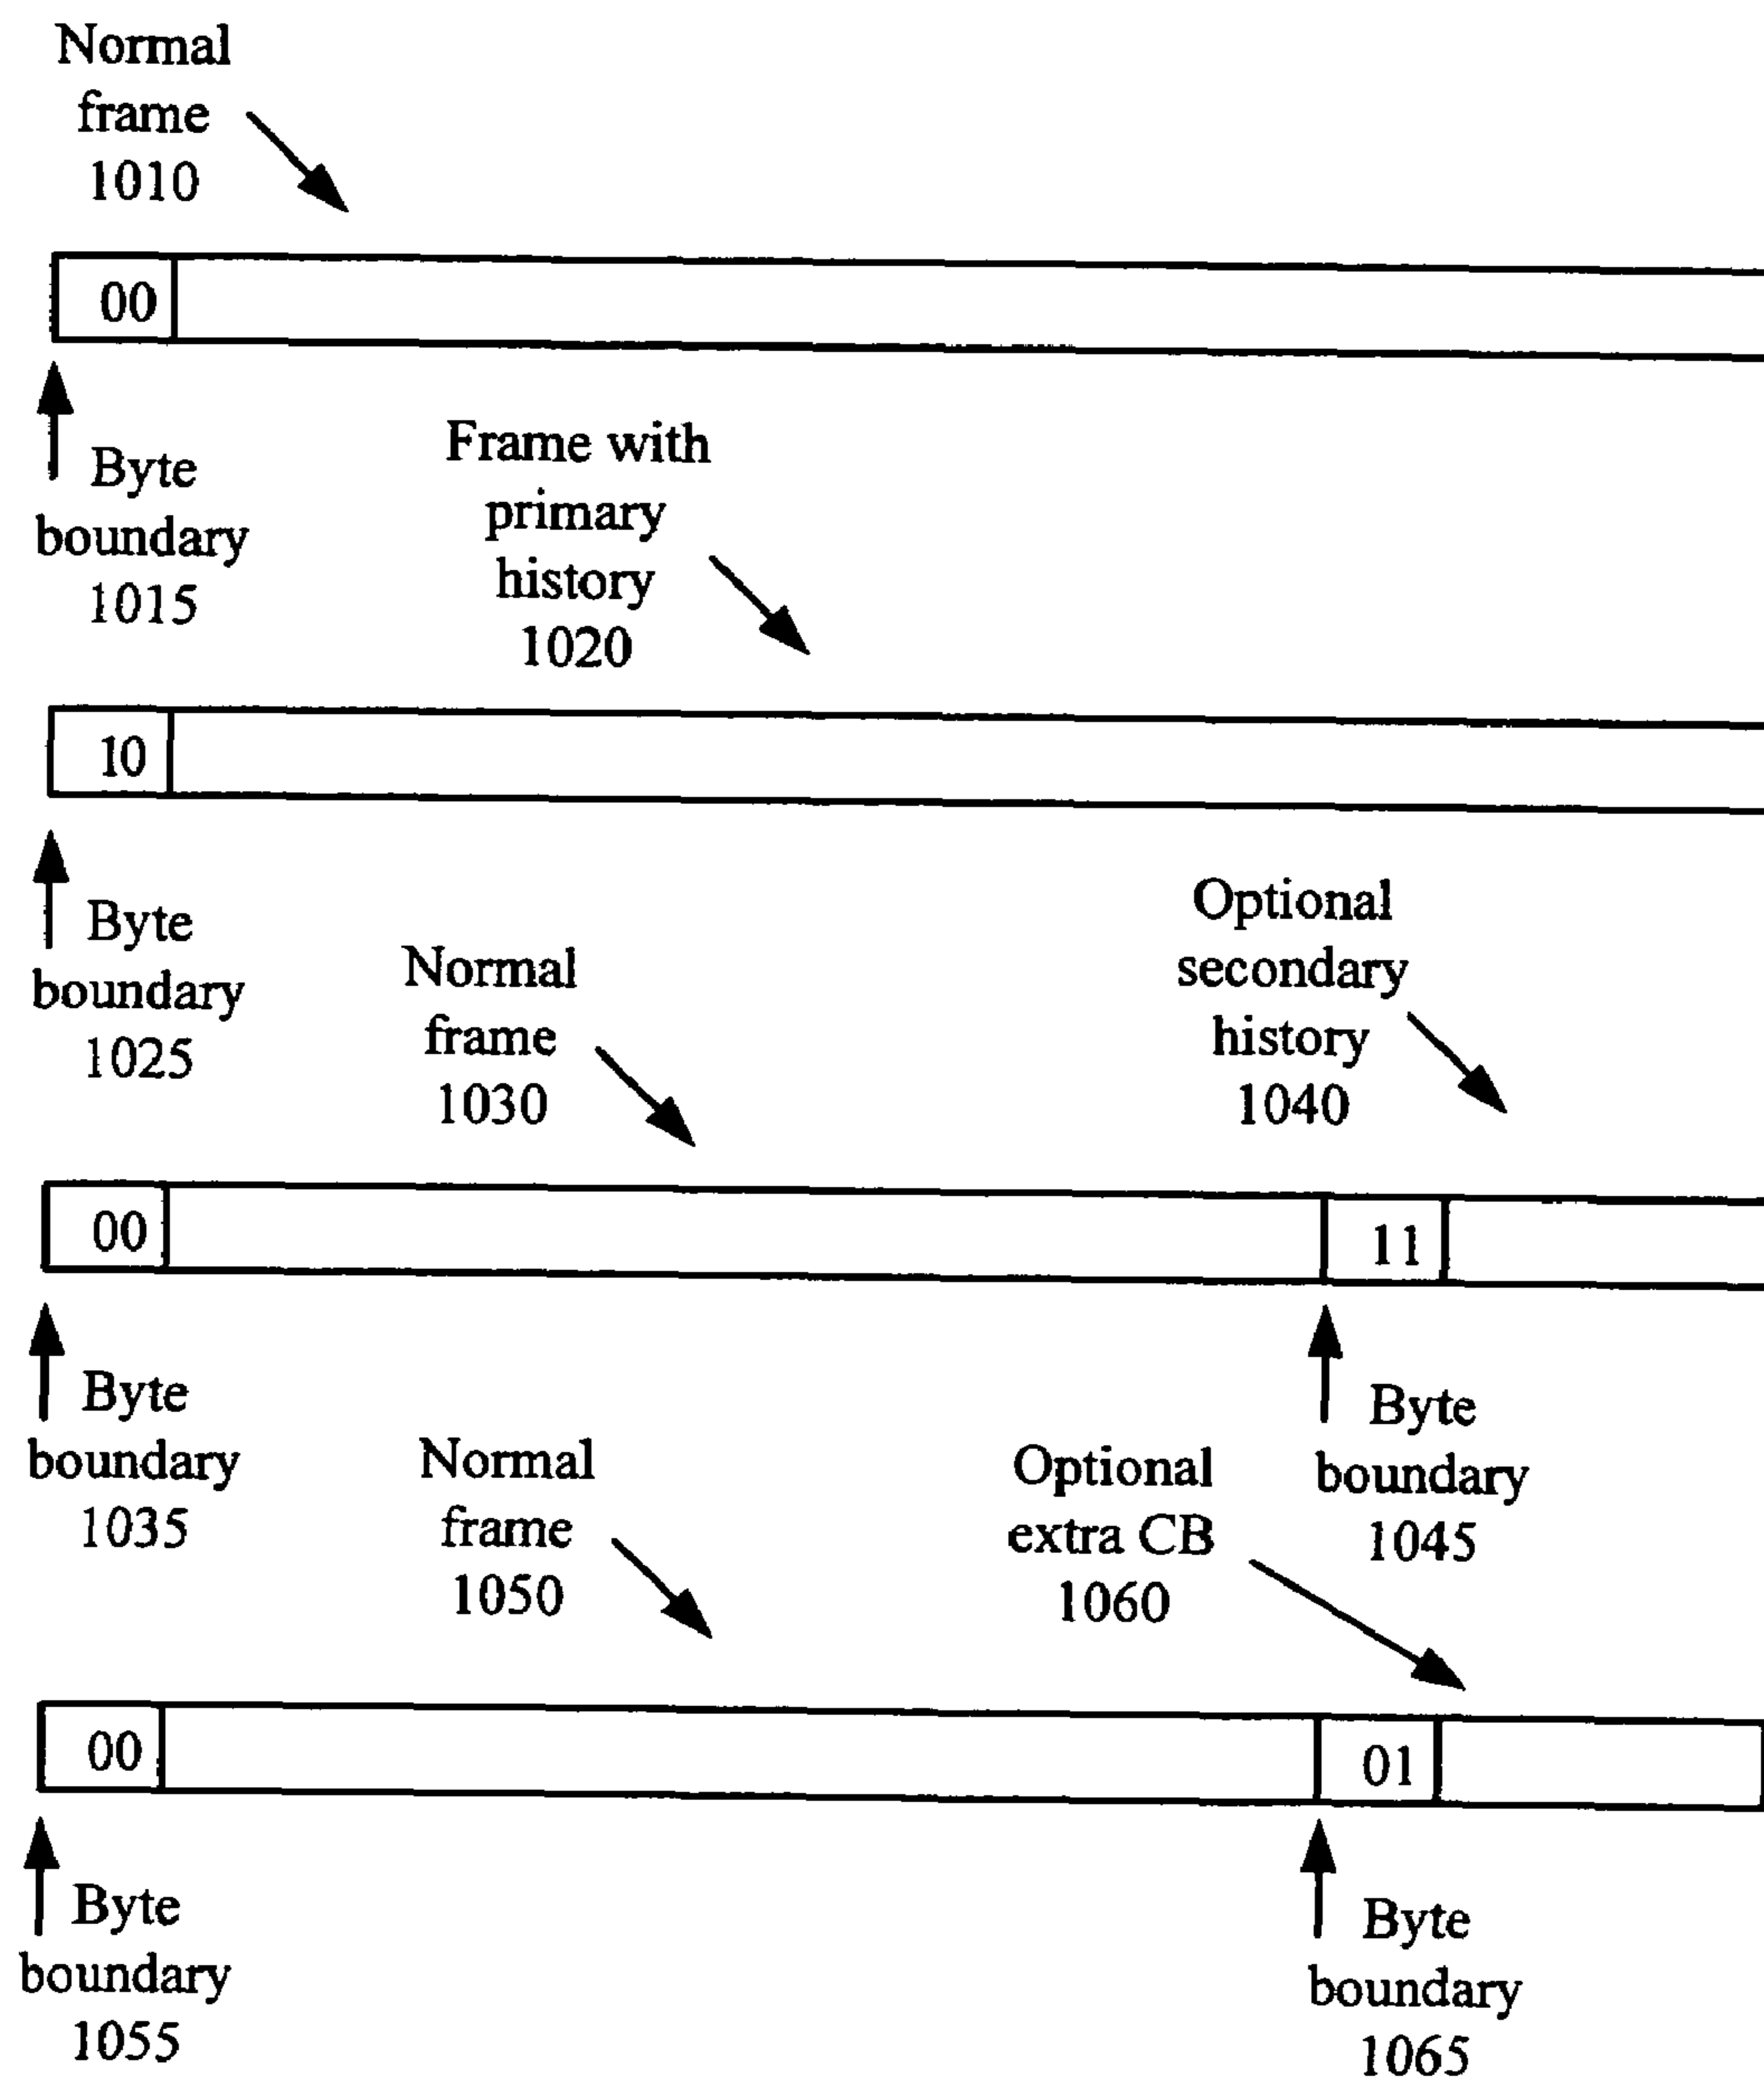 Normal
frame
1010
00
Byte
boundary
1015
Frame with
primary
history
1020
10
Byte
boundary
1025
Normal
frame
1030
Optional
secondary
history
1040
00
11
Byte
boundary
1035
Byte
boundary
1045
Normal
frame
1050
Optional
extra CB
1060
00
01
Byte
boundary
1055
Byte
boundary
1065